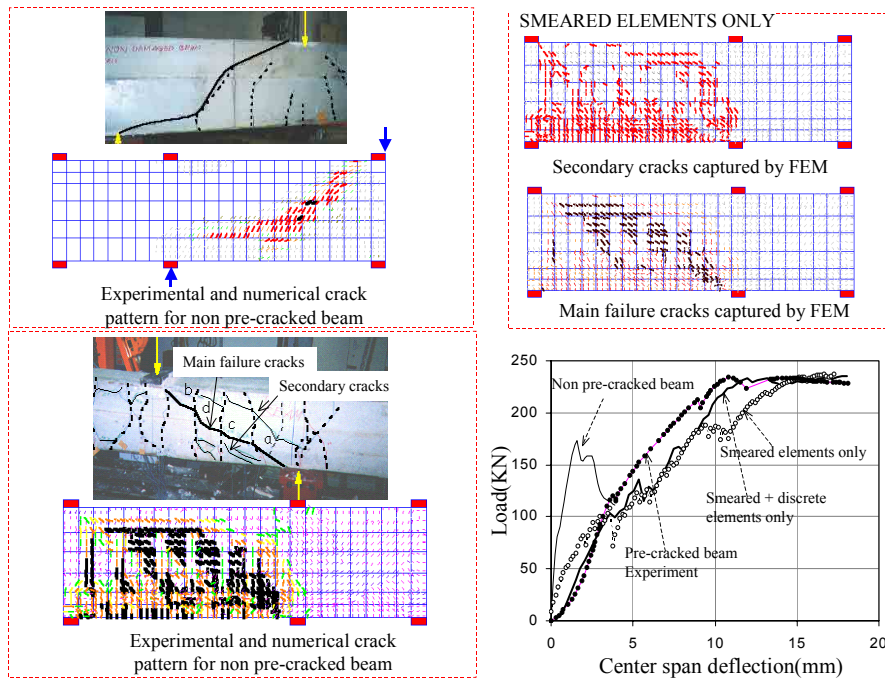 NON DAMAGED BEAM
Experimental and numerical crack
pattern for non pre-cracked beam
SMEARED ELEMENTS ONLY
Secondary cracks captured by FEM
Main failure cracks captured by FEM
Main failure cracks
Secondary cracks
b
d
c
a
Experimental and numerical crack
pattern for non pre-cracked beam
Load(KN)
250
200
150
100
50
0
Non pre-cracked beam
Smeared elements only
Smeared + discrete
elements only
Pre-cracked beam
Experiment
0 5 10 15 20
Center span deflection(mm)